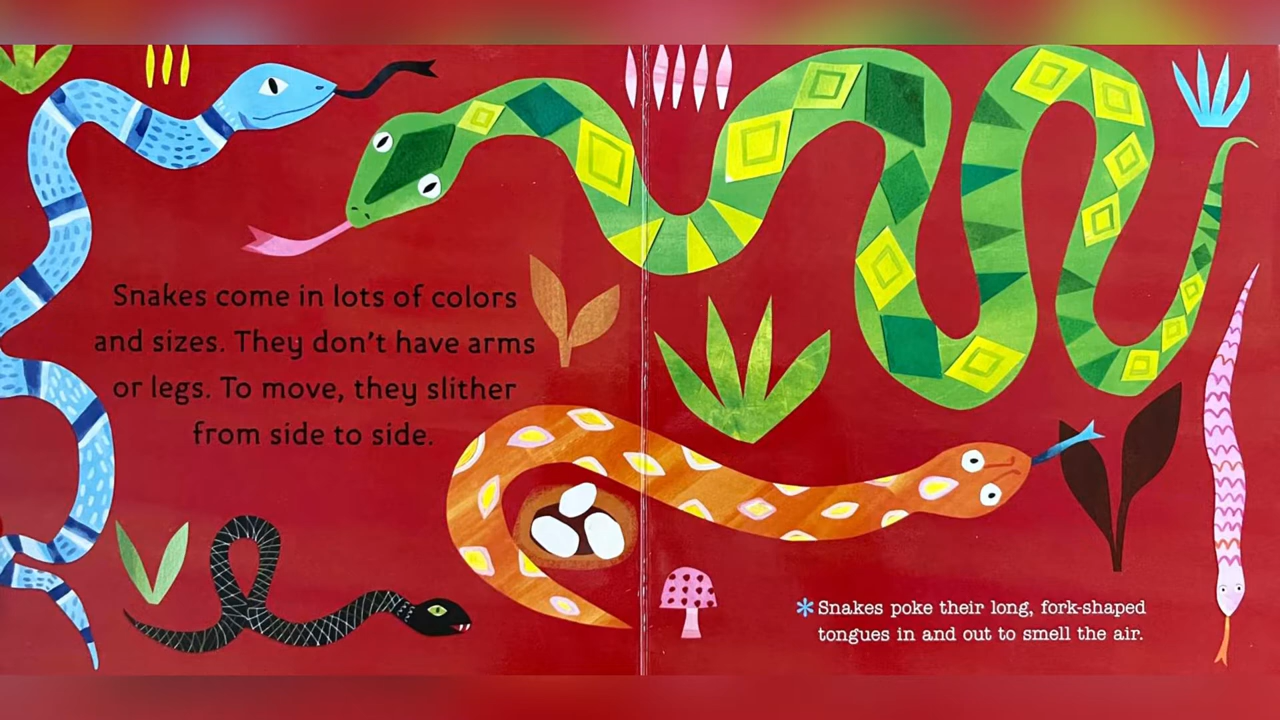 Snakes come in lots of colors
and sizes. They don't have arms
or legs. To move, they slither
from side to side.
*Snakes poke their long, fork-shaped
tongues in and out to smell the air.